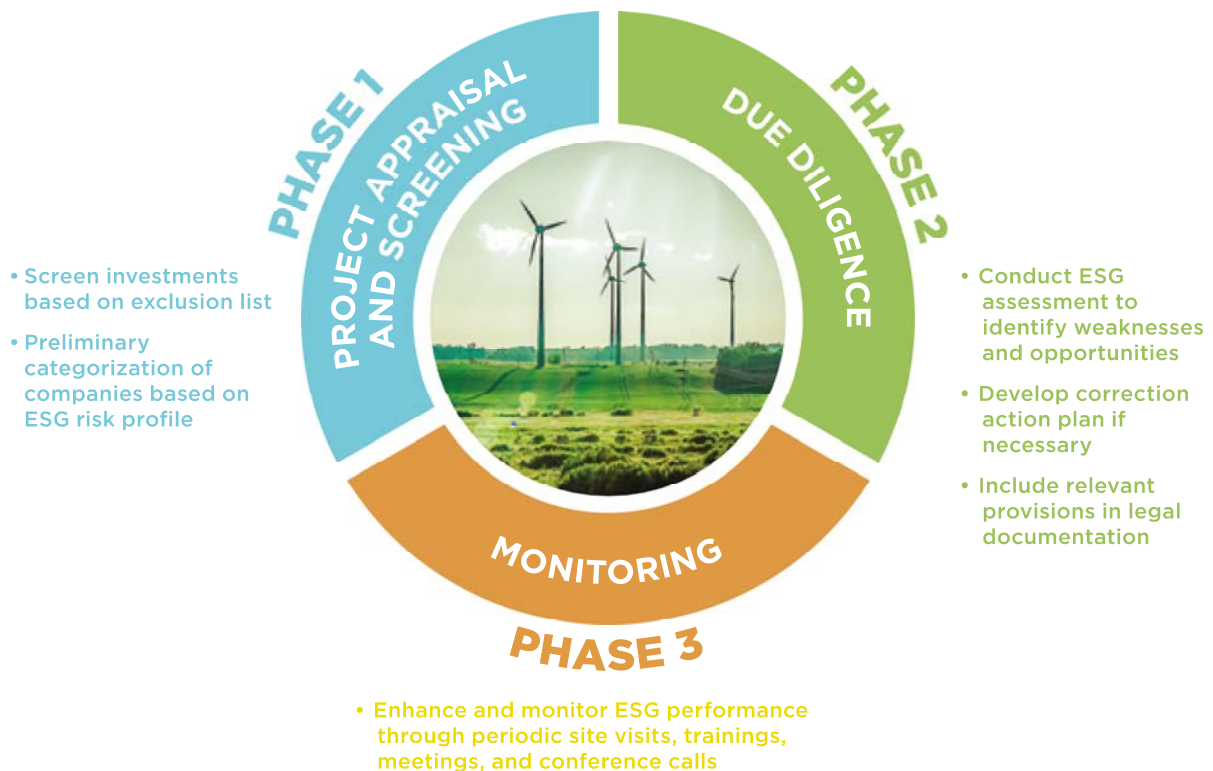 PHASE 1
PROJECT APPRAISAL
AND SCREENING
• Screen investments
based on exclusion list
• Preliminary
categorization of
companies based on
ESG risk profile
PHASE 2
DUE DILIGENCE
• Conduct ESG
assessment to
identify weaknesses
and opportunities
• Develop correction
action plan if
necessary
• Include relevant
provisions in legal
documentation
MONITORING
PHASE 3
• Enhance and monitor ESG performance
through periodic site visits, trainings,
meetings, and conference calls